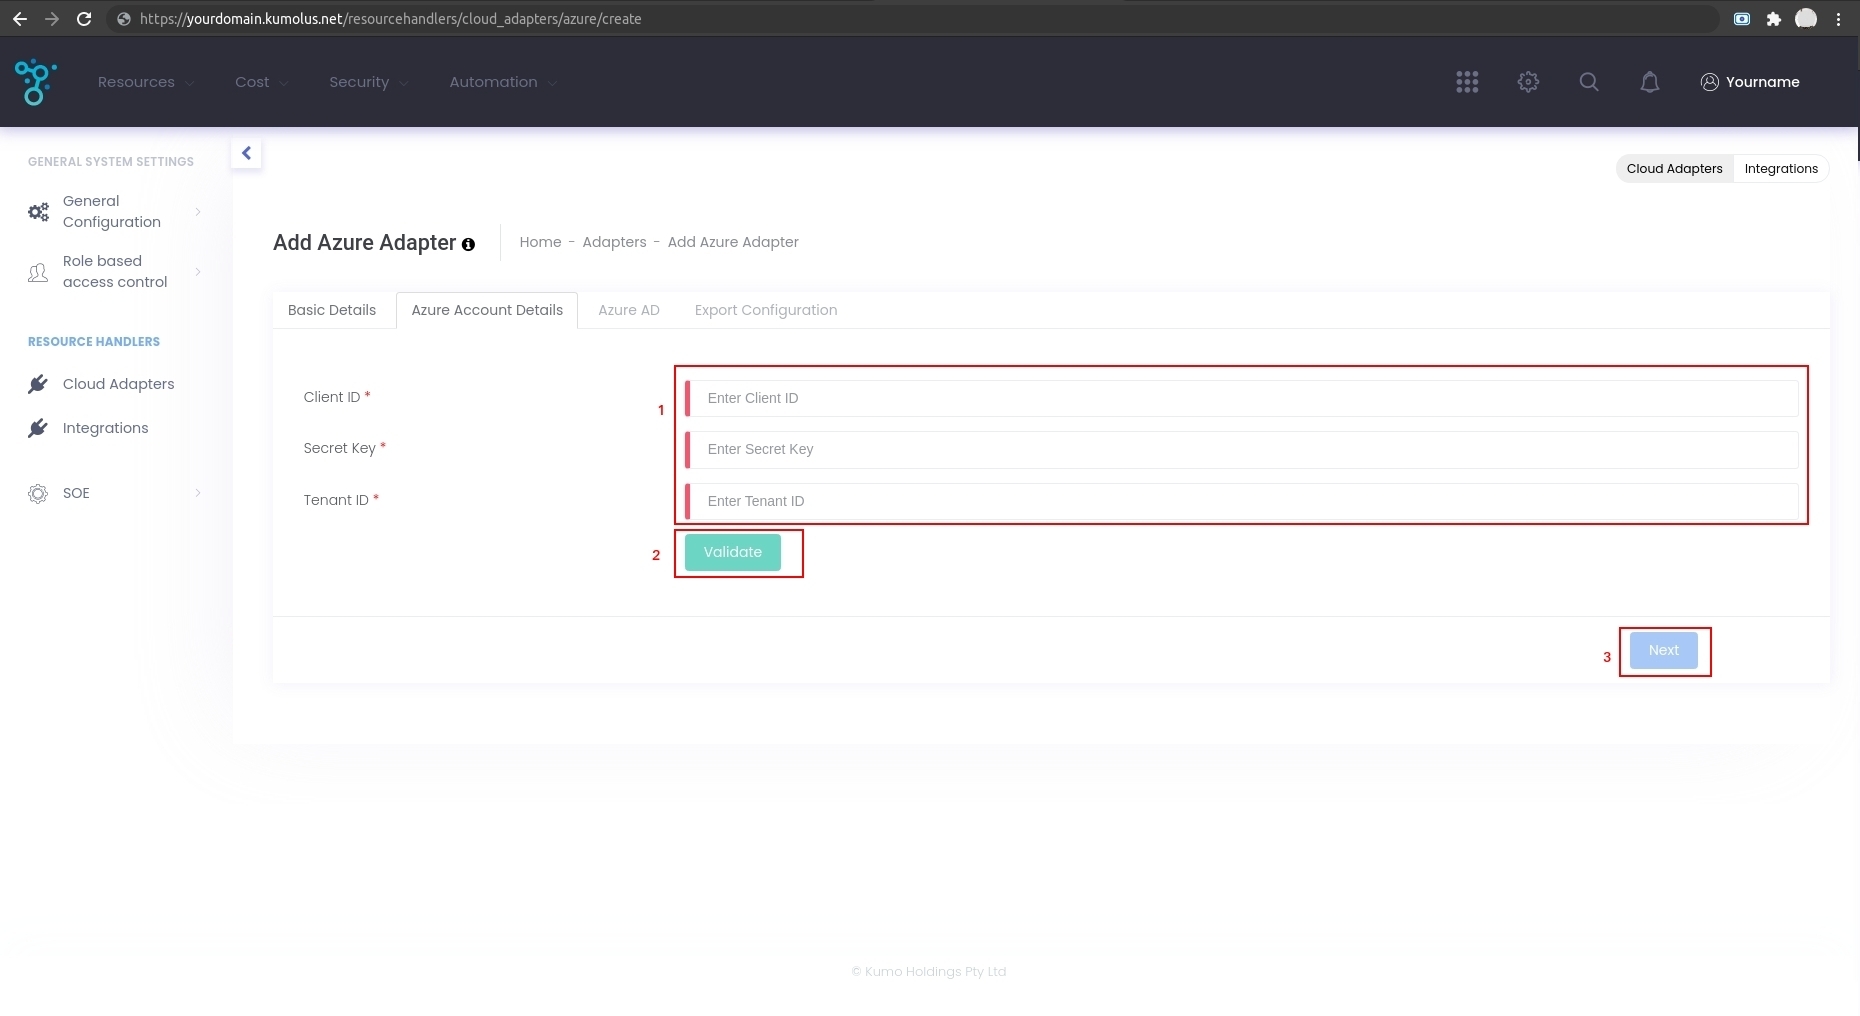 https://yourdomain.kumolus.net/resourcehandlers/cloud_adapters/azure/create
Resources Cost Security Automation Yourname
GENERAL SYSTEM SETTINGS
General
Configuration
Role based
access control
RESOURCE HANDLERS
Cloud Adapters
Integrations
SOE
Cloud Adapters Integrations
Add Azure Adapter Home - Adapters - Add Azure Adapter
Basic Details Azure Account Details Azure AD Export Configuration
1
Client ID * Enter Client ID
Secret Key * Enter Secret Key
Tenant ID * Enter Tenant ID
2 Validate
3 Next
© Kumo Holdings Pty Ltd